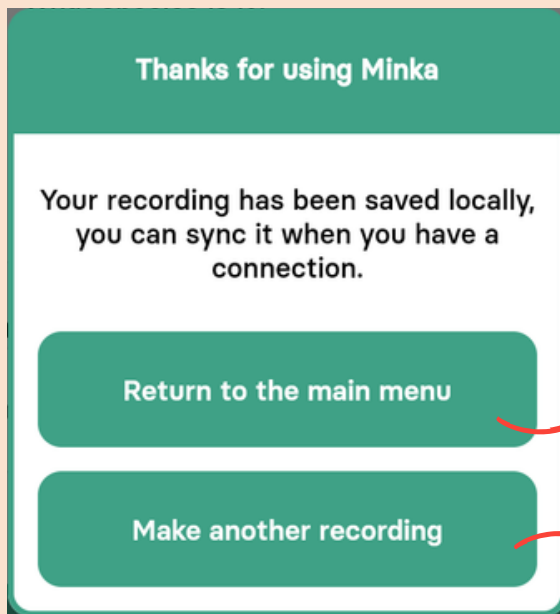 Thanks for using Minka
Your recording has been saved locally,
you can sync it when you have a
connection.
Return to the main menu
Make another recording